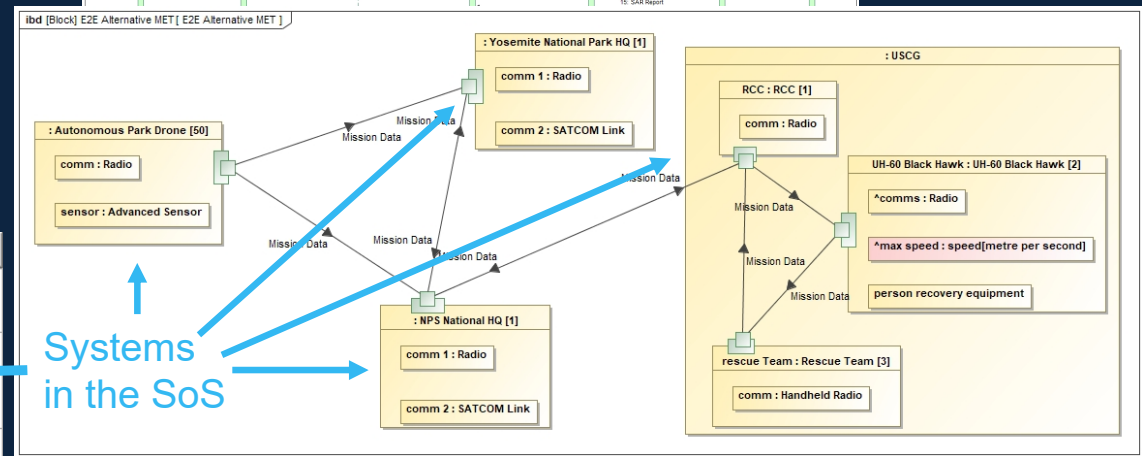 15: SAR Report
ibd [Block] E2E Alternative MET [ E2E Alternative MET ]
: Yosemite National Park HQ [1]
comm 1 : Radio
comm 2 : SATCOM Link
: USCG
RCC : RCC [1]
comm : Radio
: Autonomous Park Drone [50]
comm : Radio
sensor : Advanced Sensor
Mission Data
Mission Data
Mission Data
Mission Data
Mission Data
Mission Data
UH-60 Black Hawk : UH-60 Black Hawk [2]
^comms : Radio
^max speed : speed[metre per second]
person recovery equipment
Mission Data
Mission Data
Mission Data
: NPS National HQ [1]
comm 1 : Radio
comm 2 : SATCOM Link
rescue Team : Rescue Team [3]
comm : Handheld Radio
Systems
in the SoS